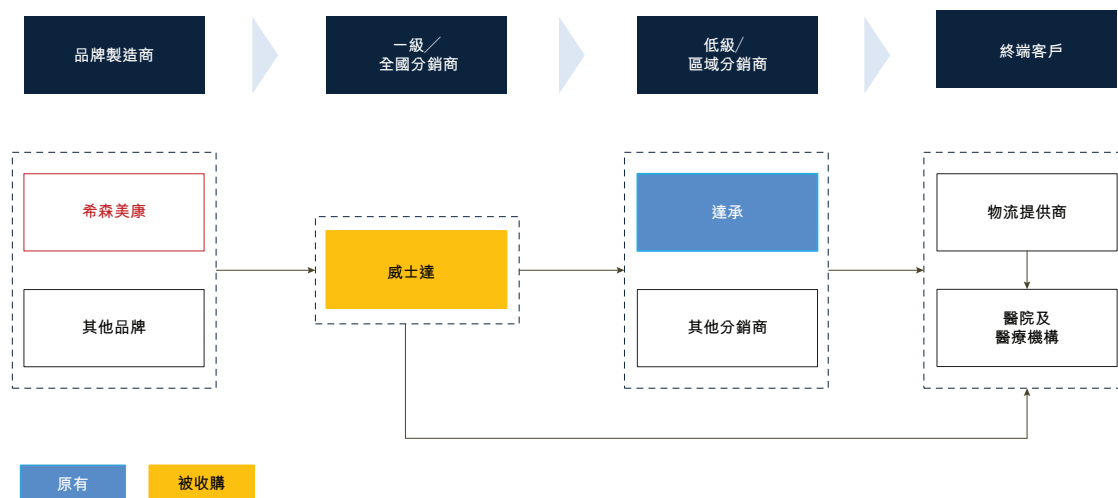 品牌製造商
一級／
全國分銷商
低級/
區域分銷商
終端客戶
希森美康
其他品牌
威士達
達承
其他分銷商
物流提供商
醫院及
醫療機構
原有
被收購